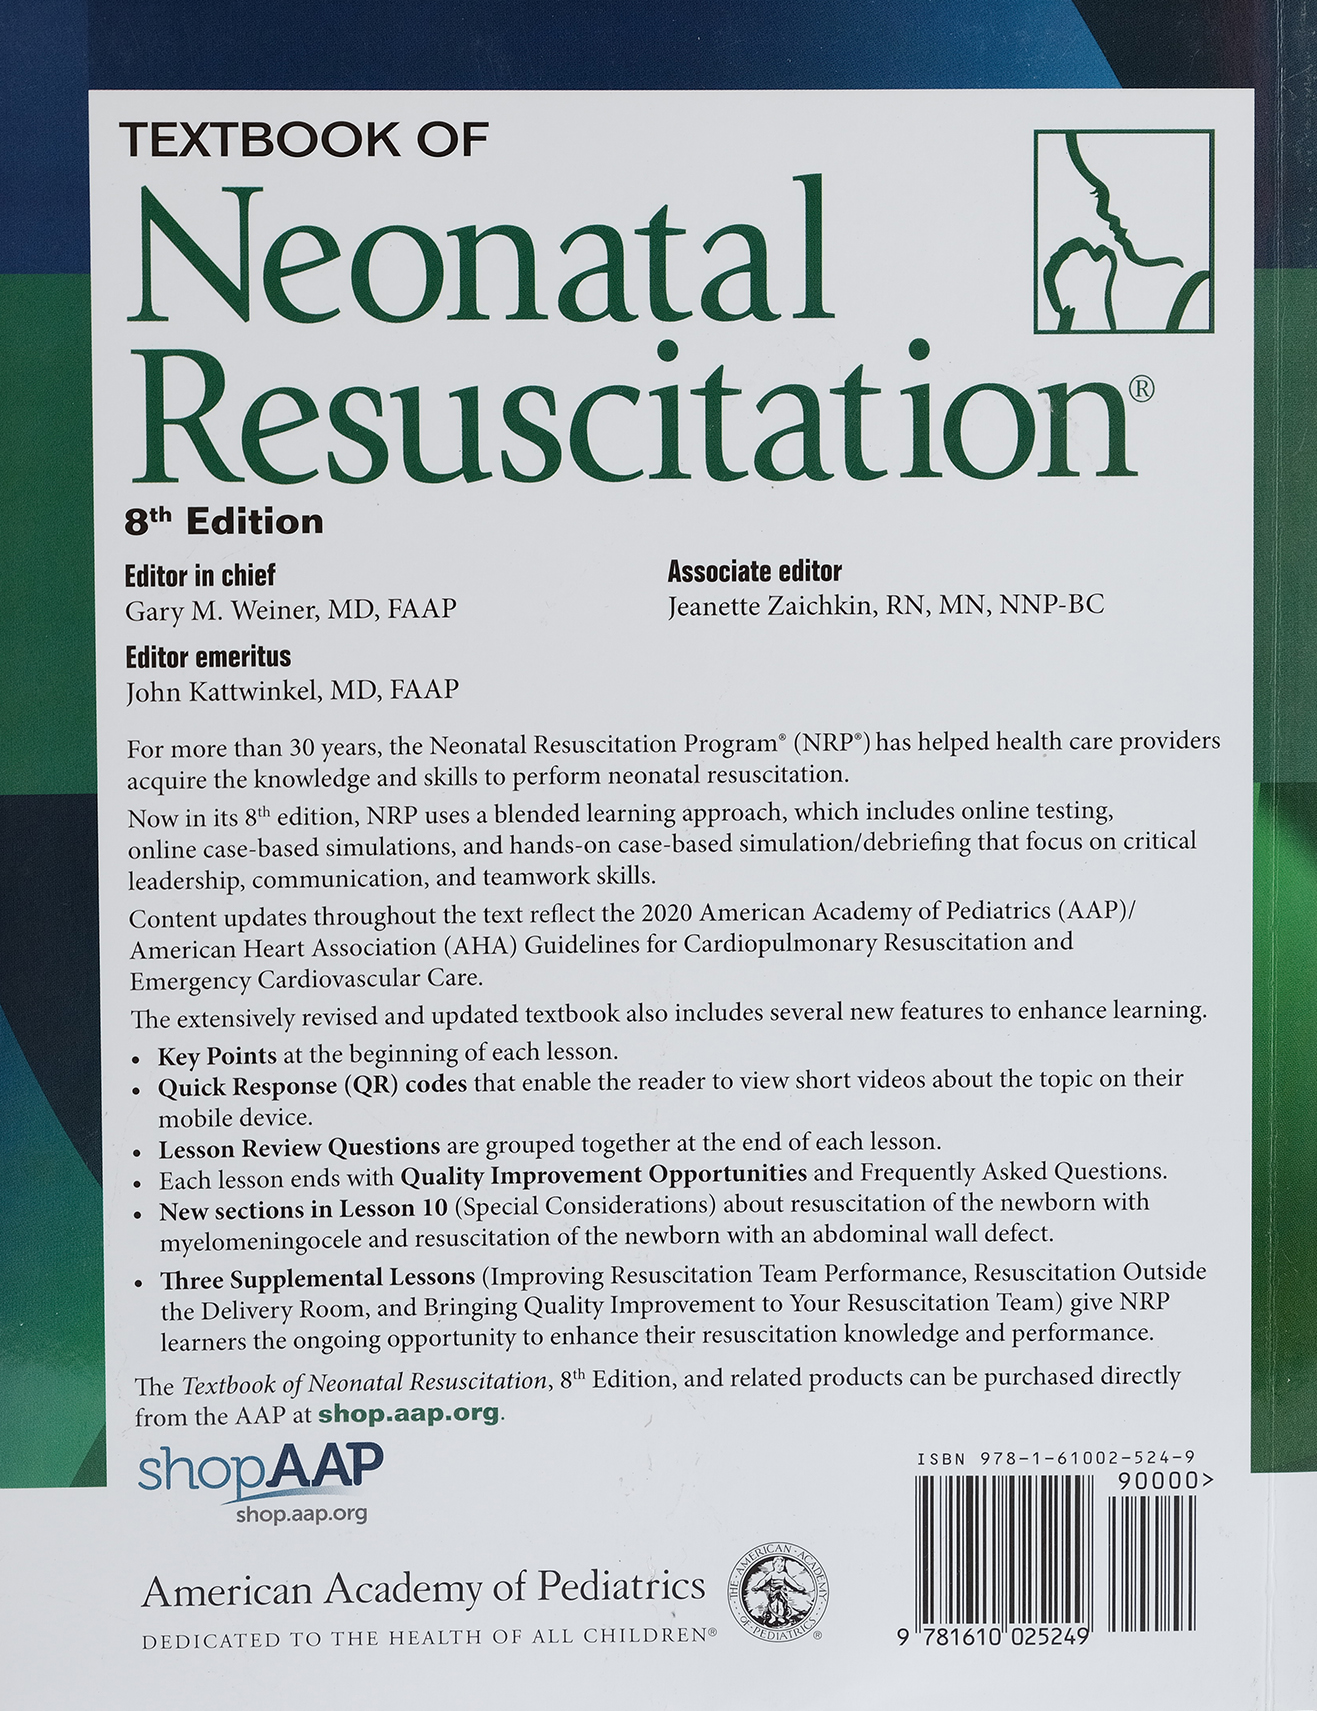 TEXTBOOK OF
Neonatal
Resuscitation®
8th Edition
Editor in chief
Gary M. Weiner, MD, FAAP
Associate editor
Jeanette Zaichkin, RN, MN, NNP-BC
Editor emeritus
John Kattwinkel, MD, FAAP
For more than 30 years, the Neonatal Resuscitation Program® (NRP®) has helped health care providers
acquire the knowledge and skills to perform neonatal resuscitation.
Now in its 8th edition, NRP uses a blended learning approach, which includes online testing,
online case-based simulations, and hands-on case-based simulation/debriefing that focus on critical
leadership, communication, and teamwork skills.
Content updates throughout the text reflect the 2020 American Academy of Pediatrics (AAP)/
American Heart Association (AHA) Guidelines for Cardiopulmonary Resuscitation and
Emergency Cardiovascular Care.
The extensively revised and updated textbook also includes several new features to enhance learning.
• Key Points at the beginning of each lesson.
• Quick Response (QR) codes that enable the reader to view short videos about the topic on their
mobile device.
• Lesson Review Questions are grouped together at the end of each lesson.
• Each lesson ends with Quality Improvement Opportunities and Frequently Asked Questions.
• New sections in Lesson 10 (Special Considerations) about resuscitation of the newborn with
myelomeningocele and resuscitation of the newborn with an abdominal wall defect.
• Three Supplemental Lessons (Improving Resuscitation Team Performance, Resuscitation Outside
the Delivery Room, and Bringing Quality Improvement to Your Resuscitation Team) give NRP
learners the ongoing opportunity to enhance their resuscitation knowledge and performance.
The Textbook of Neonatal Resuscitation, 8th Edition, and related products can be purchased directly
from the AAP at shop.aap.org.
shopAAP
shop.aap.org
American Academy of Pediatrics
DEDICATED TO THE HEALTH OF ALL CHILDREN®
THE · AMERICAN · ACADEMY · OF · PEDIATRICS ·
®
ISBN 978-1-61002-524-9
90000>
9 781610 025249